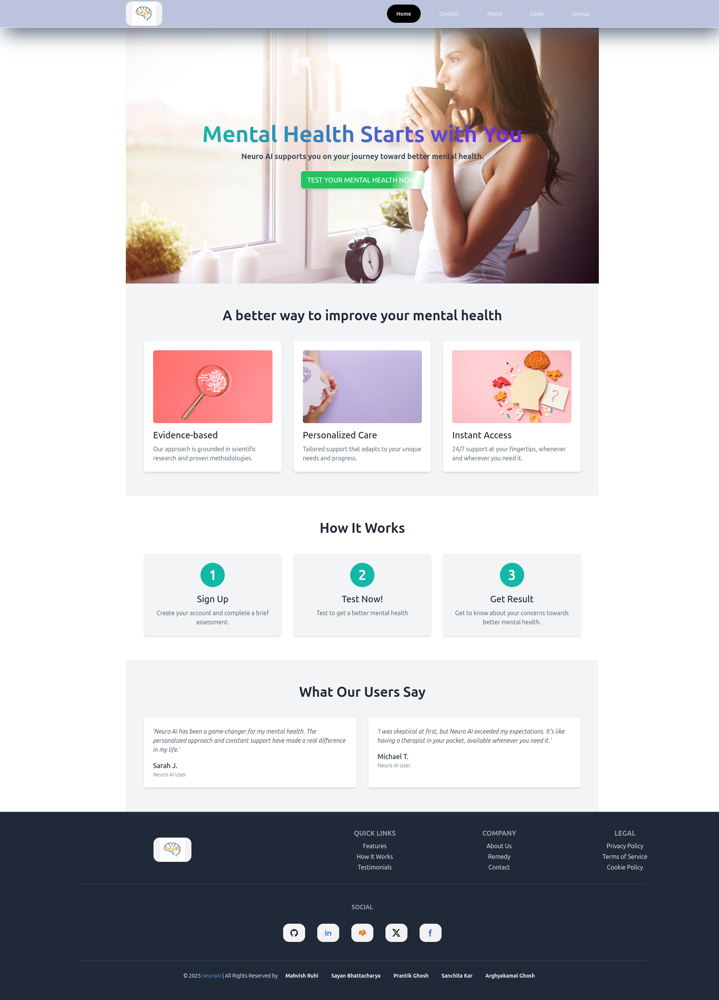 Home
Contact
About
Login
Signup
Mental Health Starts with You
Neuro AI supports you on your journey toward better mental health.
TEST YOUR MENTAL HEALTH NOW
A better way to improve your mental health
AI
?
Evidence-based
Our approach is grounded in scientific
research and proven methodologies.
Personalized Care
Tailored support that adapts to your unique
needs and progress.
Instant Access
24/7 support at your fingertips, whenever
and wherever you need it.
How It Works
1
Sign Up
Create your account and complete a brief
assessment.
2
Test Now!
Test to get a better mental health
3
Get Result
Get to know about your concerns towards
better mental health.
What Our Users Say
'Neuro AI has been a game-changer for my mental health. The
personalized approach and constant support have made a real difference
in my life.'
Sarah J.
Neuro AI User
'I was skeptical at first, but Neuro AI exceeded my expectations. It's like
having a therapist in your pocket, available whenever you need it.'
Michael T.
Neuro AI User
QUICK LINKS
Features
How It Works
Testimonials
COMPANY
About Us
Remedy
Contact
LEGAL
Privacy Policy
Terms of Service
Cookie Policy
SOCIAL
in
X
f
© 2025 neuroAI | All Rights Reserved by Mahvish Ruhi Sayan Bhattacharya Prantik Ghosh Sanchita Kar Arghyakamal Ghosh